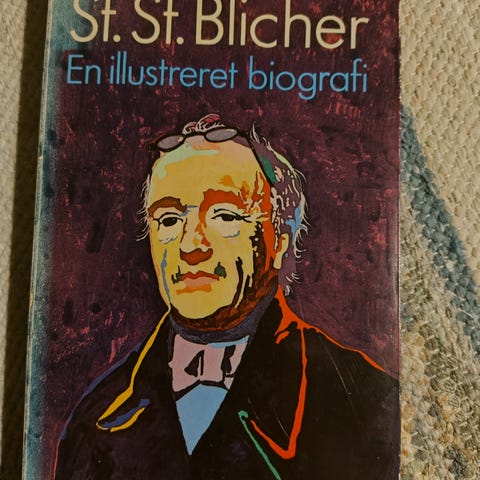 St. St. Blicher
En illustreret biografi